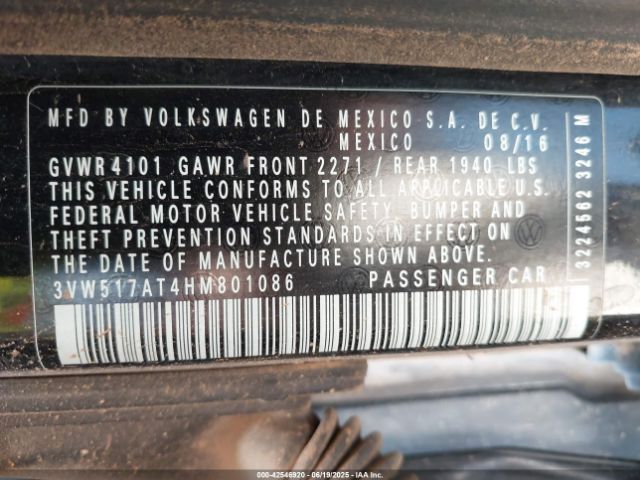 MFD BY VOLKSWAGEN DE MEXICO S.A. DE C.V.
MEXICO 08/16
GVWR 4101 GAWR FRONT 2271 / REAR 1940 LBS
THIS VEHICLE CONFORMS TO ALL APPLICABLE U.S.
FEDERAL MOTOR VEHICLE SAFETY, BUMPER AND
THEFT PREVENTION STANDARDS IN EFFECT ON
THE DATE OF MANUFACTURE SHOWN ABOVE.
3VW517AT4HM801086 PASSENGER CAR
3224562 3246 M
000-42546920 - 06/19/2025 - IAAI.COM